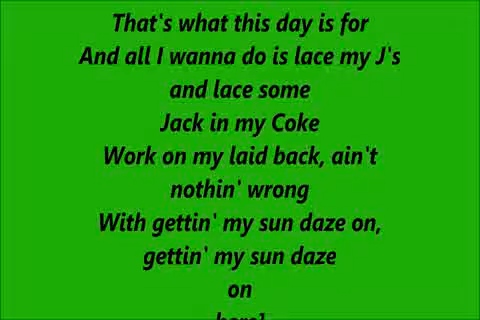 That's what this day is for
And all I wanna do is lace my J's
and lace some
Jack in my Coke
Work on my laid back, ain't
nothin' wrong
With gettin' my sun daze on,
gettin' my sun daze
on